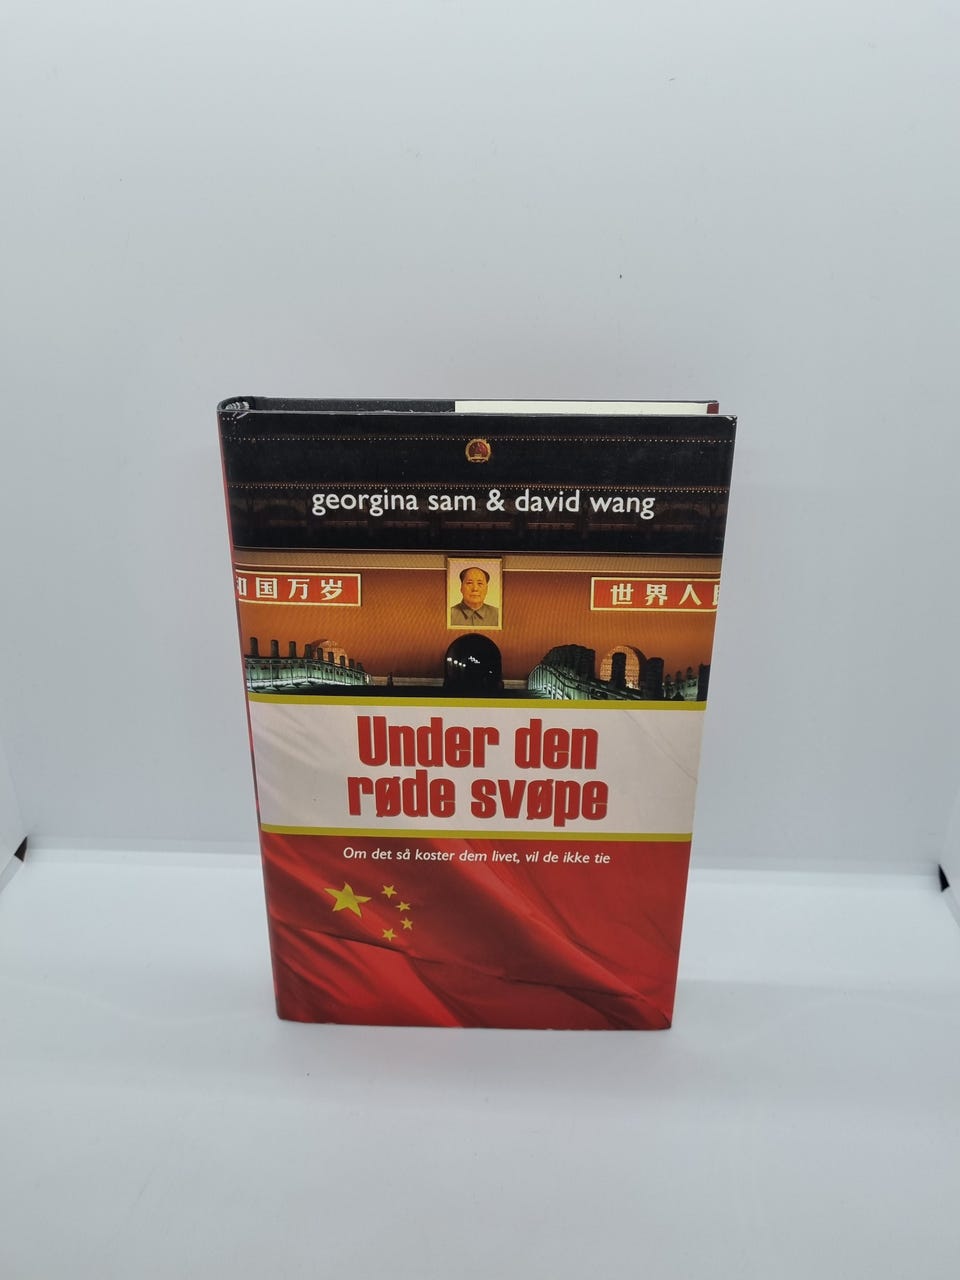 georgina sam & david wang
国万岁
世界人
Under den
røde svøpe
Om det så koster dem livet, vil de ikke tie